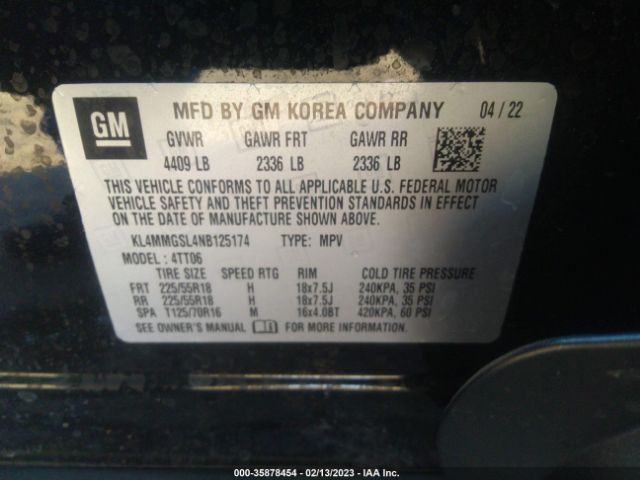 GM MFD BY GM KOREA COMPANY 04 / 22
GVWR GAWR FRT GAWR RR
4409 LB 2336 LB 2336 LB
THIS VEHICLE CONFORMS TO ALL APPLICABLE U.S. FEDERAL MOTOR
VEHICLE SAFETY AND THEFT PREVENTION STANDARDS IN EFFECT
ON THE DATE OF MANUFACTURE SHOWN ABOVE.
KL4MMGSL4NB125174 TYPE: MPV
MODEL : 4TT06
TIRE SIZE SPEED RTG RIM COLD TIRE PRESSURE
FRT 225/55R18 H 18x7.5J 240KPA, 35 PSI
RR 225/55R18 H 18x7.5J 240KPA, 35 PSI
SPA T125/70R16 M 16x4.0BT 420KPA, 60 PSI
SEE OWNER'S MANUAL FOR MORE INFORMATION.
000-35878454 - 02/13/2023 - IAA Inc.